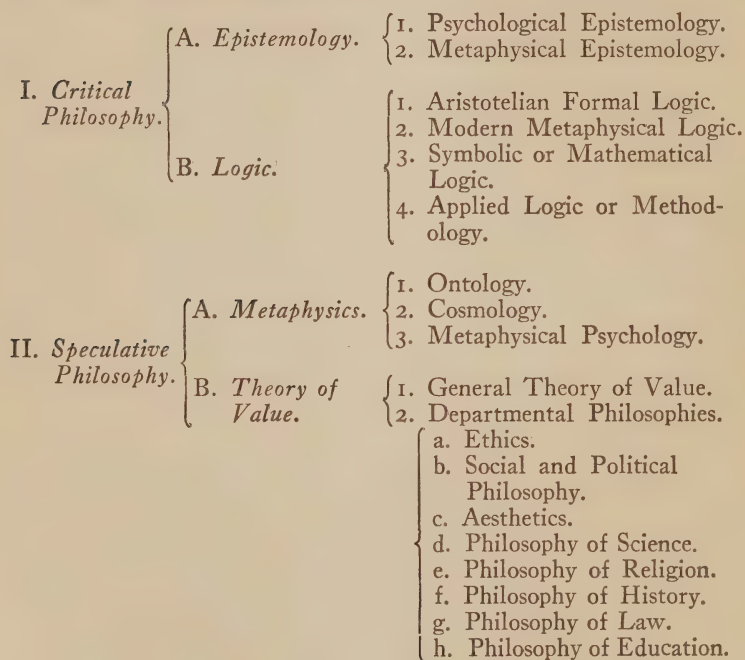 A. Epistemology.
1. Psychological Epistemology.
2. Metaphysical Epistemology.
I. Critical
Philosophy.
B. Logic.
1. Aristotelian Formal Logic.
2. Modern Metaphysical Logic.
3. Symbolic or Mathematical
Logic.
4. Applied Logic or Method-
ology.
II. Speculative
Philosophy.
A. Metaphysics.
1. Ontology.
2. Cosmology.
3. Metaphysical Psychology.
B. Theory of
Value.
1. General Theory of Value.
2. Departmental Philosophies.
a. Ethics.
b. Social and Political
Philosophy.
c. Aesthetics.
d. Philosophy of Science.
e. Philosophy of Religion.
f. Philosophy of History.
g. Philosophy of Law.
h. Philosophy of Education.